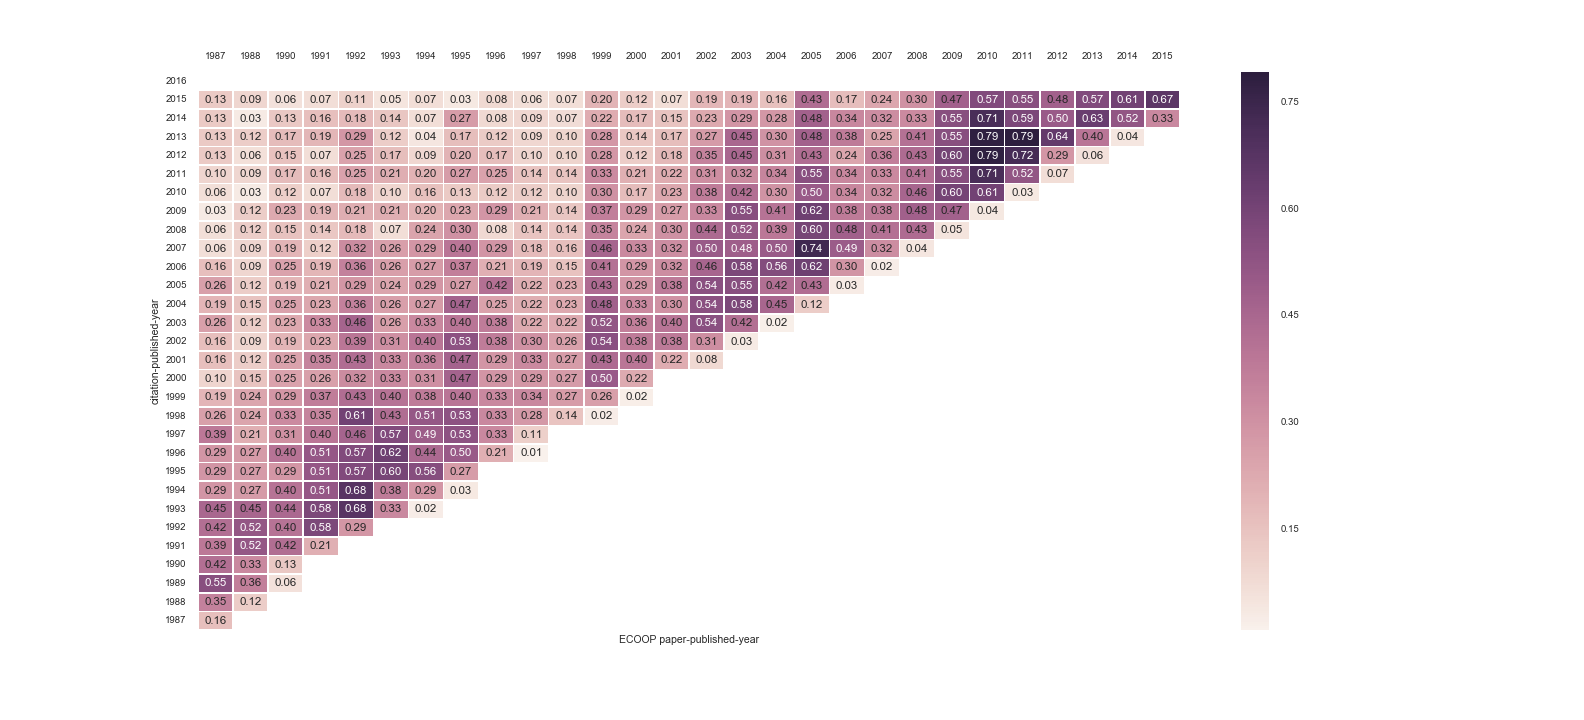 1987 1988 1990 1991 1992 1993 1994 1995 1996 1997 1998 1999 2000 2001 2002 2003 2004 2005 2006 2007 2008 2009 2010 2011 2012 2013 2014 2015
2016
2015 0.13 0.09 0.06 0.07 0.11 0.05 0.07 0.03 0.08 0.06 0.07 0.20 0.12 0.07 0.19 0.19 0.16 0.43 0.17 0.24 0.30 0.47 0.57 0.55 0.48 0.57 0.61 0.67
2014 0.13 0.03 0.13 0.16 0.18 0.14 0.07 0.27 0.08 0.09 0.07 0.22 0.17 0.15 0.23 0.29 0.28 0.48 0.34 0.32 0.33 0.55 0.71 0.59 0.50 0.63 0.52 0.33
2013 0.13 0.12 0.17 0.19 0.29 0.12 0.04 0.17 0.12 0.09 0.10 0.28 0.14 0.17 0.27 0.45 0.30 0.48 0.38 0.25 0.41 0.55 0.79 0.79 0.64 0.40 0.04
2012 0.13 0.06 0.15 0.07 0.25 0.17 0.09 0.20 0.17 0.10 0.10 0.28 0.12 0.18 0.35 0.45 0.31 0.43 0.24 0.36 0.43 0.60 0.79 0.72 0.29 0.06
2011 0.10 0.09 0.17 0.16 0.25 0.21 0.20 0.27 0.25 0.14 0.14 0.33 0.21 0.22 0.31 0.32 0.34 0.55 0.34 0.33 0.41 0.55 0.71 0.52 0.07
2010 0.06 0.03 0.12 0.07 0.18 0.10 0.16 0.13 0.12 0.12 0.10 0.30 0.17 0.23 0.38 0.42 0.30 0.50 0.34 0.32 0.46 0.60 0.61 0.03
2009 0.03 0.12 0.23 0.19 0.21 0.21 0.20 0.23 0.29 0.21 0.14 0.37 0.29 0.27 0.33 0.55 0.41 0.62 0.38 0.38 0.48 0.47 0.04
2008 0.06 0.12 0.15 0.14 0.18 0.07 0.24 0.30 0.08 0.14 0.14 0.35 0.24 0.30 0.44 0.52 0.39 0.60 0.48 0.41 0.43 0.05
2007 0.06 0.09 0.19 0.12 0.32 0.26 0.29 0.40 0.29 0.18 0.16 0.46 0.33 0.32 0.50 0.48 0.50 0.74 0.49 0.32 0.04
2006 0.16 0.09 0.25 0.19 0.36 0.26 0.27 0.37 0.21 0.19 0.15 0.41 0.29 0.32 0.46 0.58 0.56 0.62 0.30 0.02
2005 0.26 0.12 0.19 0.21 0.29 0.24 0.29 0.27 0.42 0.22 0.23 0.43 0.29 0.38 0.54 0.55 0.42 0.43 0.03
2004 0.19 0.15 0.25 0.23 0.36 0.26 0.27 0.47 0.25 0.22 0.23 0.48 0.33 0.30 0.54 0.58 0.45 0.12
2003 0.26 0.12 0.23 0.33 0.46 0.26 0.33 0.40 0.38 0.22 0.22 0.52 0.36 0.40 0.54 0.42 0.02
2002 0.16 0.09 0.19 0.23 0.39 0.31 0.40 0.53 0.38 0.30 0.26 0.54 0.38 0.38 0.31 0.03
2001 0.16 0.12 0.25 0.35 0.43 0.33 0.36 0.47 0.29 0.33 0.27 0.43 0.40 0.22 0.08
2000 0.10 0.15 0.25 0.26 0.32 0.33 0.31 0.47 0.29 0.29 0.27 0.50 0.22
1999 0.19 0.24 0.29 0.37 0.43 0.40 0.38 0.40 0.33 0.34 0.27 0.26 0.02
1998 0.26 0.24 0.33 0.35 0.61 0.43 0.51 0.53 0.33 0.28 0.14 0.02
1997 0.39 0.21 0.31 0.40 0.46 0.57 0.49 0.53 0.33 0.11
1996 0.29 0.27 0.40 0.51 0.57 0.62 0.44 0.50 0.21 0.01
1995 0.29 0.27 0.29 0.51 0.57 0.60 0.56 0.27
1994 0.29 0.27 0.40 0.51 0.68 0.38 0.29 0.03
1993 0.45 0.45 0.44 0.58 0.68 0.33 0.02
1992 0.42 0.52 0.40 0.58 0.29
1991 0.39 0.52 0.42 0.21
1990 0.42 0.33 0.13
1989 0.55 0.36 0.06
1988 0.35 0.12
1987 0.16
citation-published-year
ECOOP paper-published-year
0.75
0.60
0.45
0.30
0.15